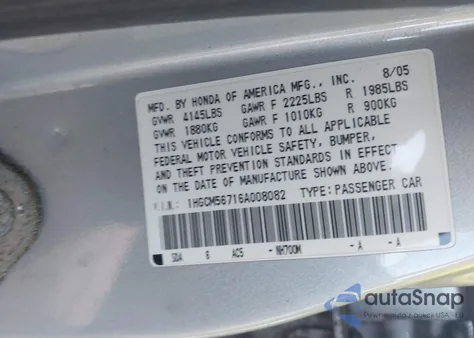 MFD. BY HONDA OF AMERICA MFG., INC. 8/05
GVWR 4145LBS GAWR F 2225LBS R 1985LBS
GVWR 1880KG GAWR F 1010KG R 900KG
THIS VEHICLE CONFORMS TO ALL APPLICABLE
FEDERAL MOTOR VEHICLE SAFETY, BUMPER,
AND THEFT PREVENTION STANDARDS IN EFFECT
ON THE DATE OF MANUFACTURE SHOWN ABOVE.
V.I.N. 1HGCM56716A008082 TYPE:PASSENGER CAR
SDA 6 AC5 - NH700M - A - A
autoSnap